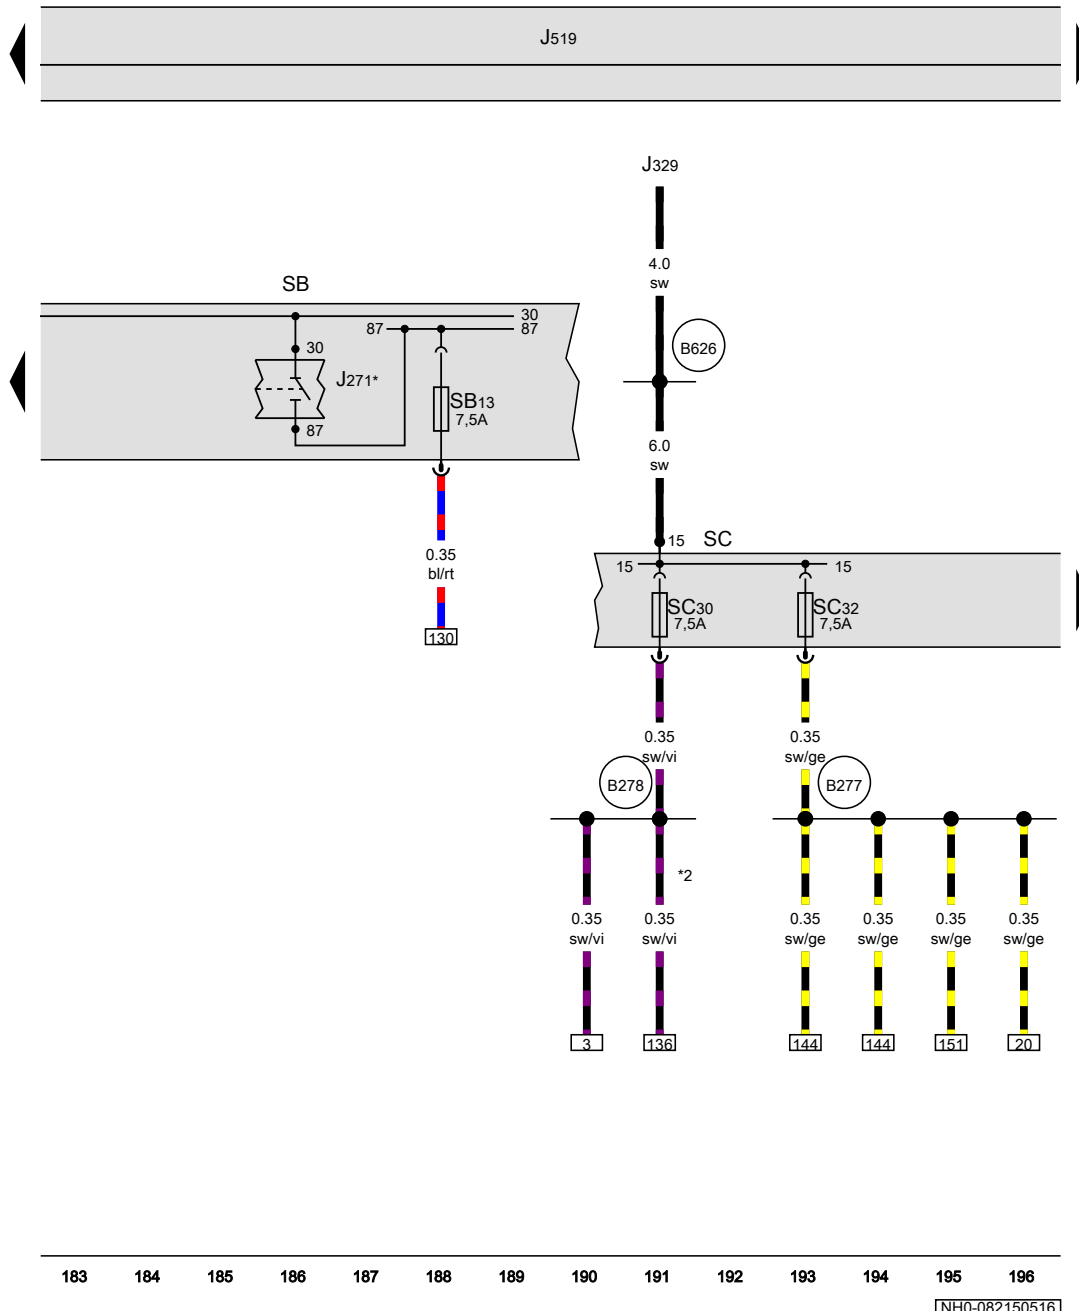 J519
J329
4.0
sw
SB
30
87
87
30
J271*
87
SB13
7,5A
B626
6.0
sw
15
SC
15
15
SC30
7,5A
SC32
7,5A
0.35
bl/rt
130
0.35
sw/vi
0.35
sw/ge
B278
B277
*2
0.35
sw/vi
0.35
sw/vi
0.35
sw/ge
0.35
sw/ge
0.35
sw/ge
0.35
sw/ge
3
136
144
144
151
20
183 184 185 186 187 188 189 190 191 192 193 194 195 196
NH0-082150516